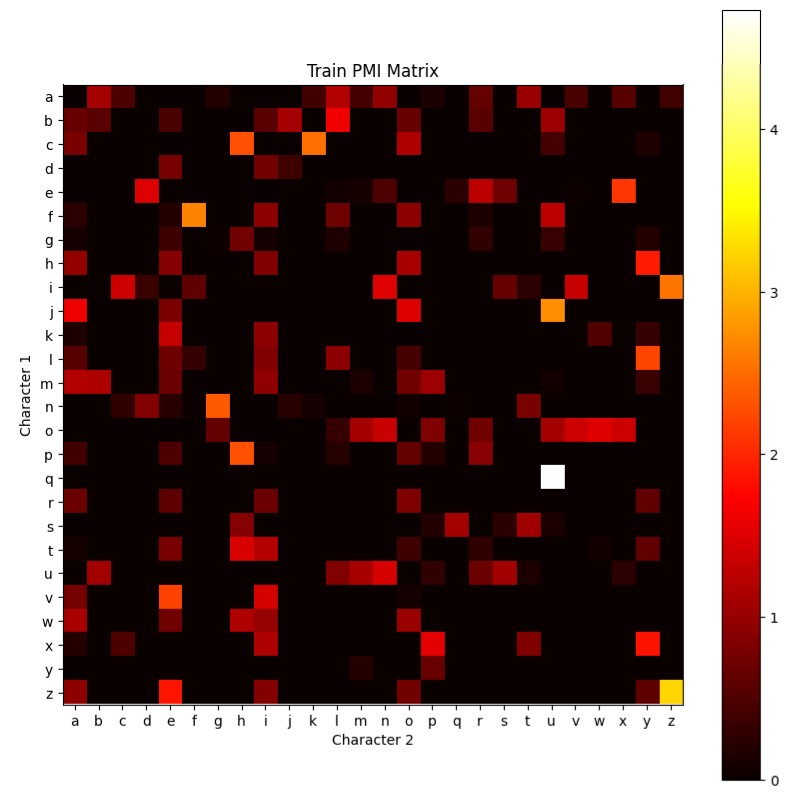 Train PMI Matrix
Character 1
a
b
c
d
e
f
g
h
i
j
k
l
m
n
o
p
q
r
s
t
u
v
w
x
y
z
a b c d e f g h i j k l m n o p q r s t u v w x y z
Character 2
4
3
2
1
0